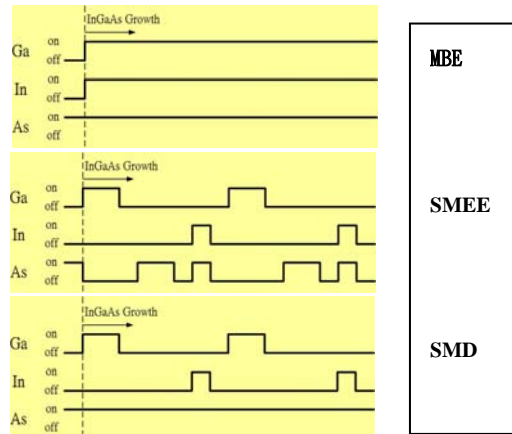 InGaAs Growth
Ga on off
In on off
As on off
MBE
InGaAs Growth
Ga on off
In on off
As on off
SMEE
InGaAs Growth
Ga on off
In on off
As on off
SMD